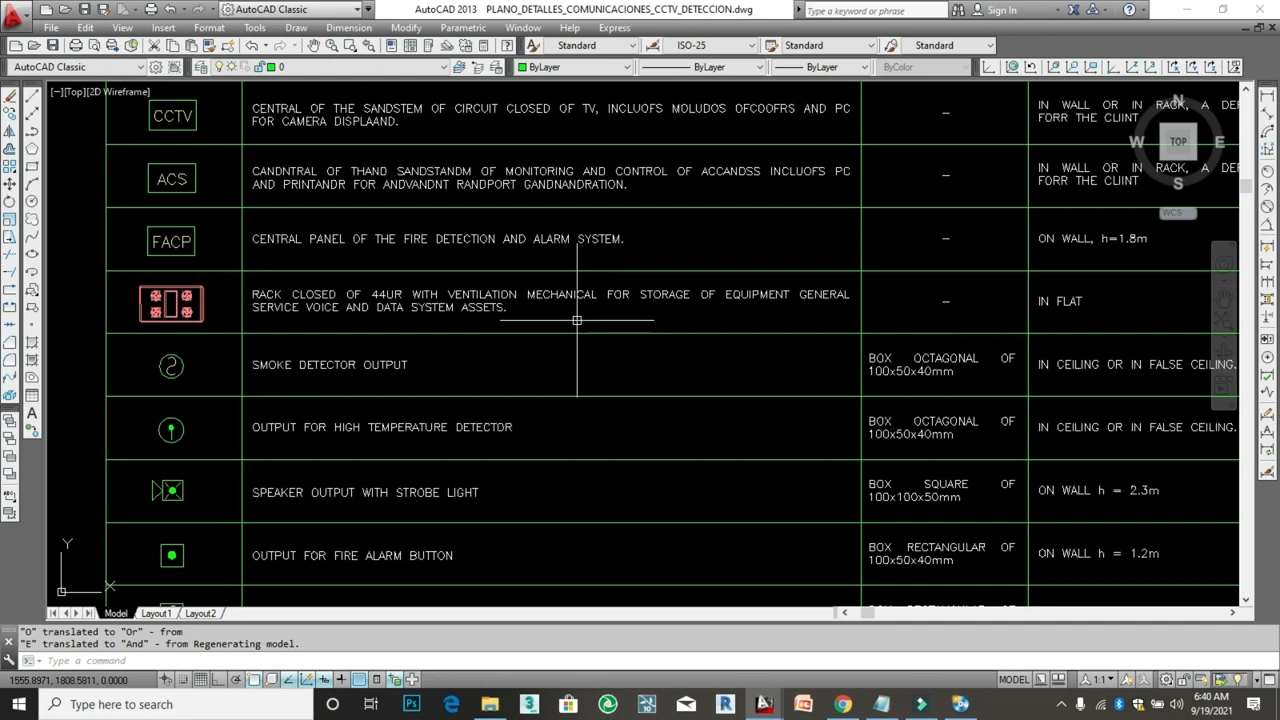 AutoCAD Classic
AutoCAD 2013 PLANO_DETALLES_COMUNICACIONES_CCTV_DETECCION.dwg
Type a keyword or phrase
Sign In
File Edit View Insert Format Tools Draw Dimension Modify Parametric Window Help Express
Standard ISO-25 Standard Standard
AutoCAD Classic 0 ByLayer ByLayer ByLayer ByColor
[−][Top][2D Wireframe]
CCTV
CENTRAL OF THE SANDSTEM OF CIRCUIT CLOSED OF TV, INCLUOFS MOLUDOS OFCOOFRS AND PC
FOR CAMERA DISPLAAND.
–
IN WALL OR IN RACK, A DEF
FORR THE CLIINT
N
W TOP E
S
WCS
ACS
CANDNTRAL OF THAND SANDSTANDM OF MONITORING AND CONTROL OF ACCANDSS INCLUOFS PC
AND PRINTANDR FOR ANDVANDNT RANDPORT GANDNANDRATION.
–
IN WALL OR IN RACK, A DEF
FORR THE CLIINT
FACP
CENTRAL PANEL OF THE FIRE DETECTION AND ALARM SYSTEM.
–
ON WALL, h=1.8m
RACK CLOSED OF 44UR WITH VENTILATION MECHANICAL FOR STORAGE OF EQUIPMENT GENERAL
SERVICE VOICE AND DATA SYSTEM ASSETS.
–
IN FLAT
SMOKE DETECTOR OUTPUT
BOX OCTAGONAL OF
100x50x40mm
IN CEILING OR IN FALSE CEILING.
OUTPUT FOR HIGH TEMPERATURE DETECTOR
BOX OCTAGONAL OF
100x50x40mm
IN CEILING OR IN FALSE CEILING.
SPEAKER OUTPUT WITH STROBE LIGHT
BOX SQUARE OF
100x100x50mm
ON WALL h = 2.3m
OUTPUT FOR FIRE ALARM BUTTON
BOX RECTANGULAR OF
100x50x40mm
ON WALL h = 1.2m
Y
X
Model Layout1 Layout2
"O" translated to "Or" - from
"E" translated to "And" - from Regenerating model.
Type a command
1555.8971, 1808.5811, 0.0000
MODEL 1:1
Type here to search
6:40 AM
9/19/2021